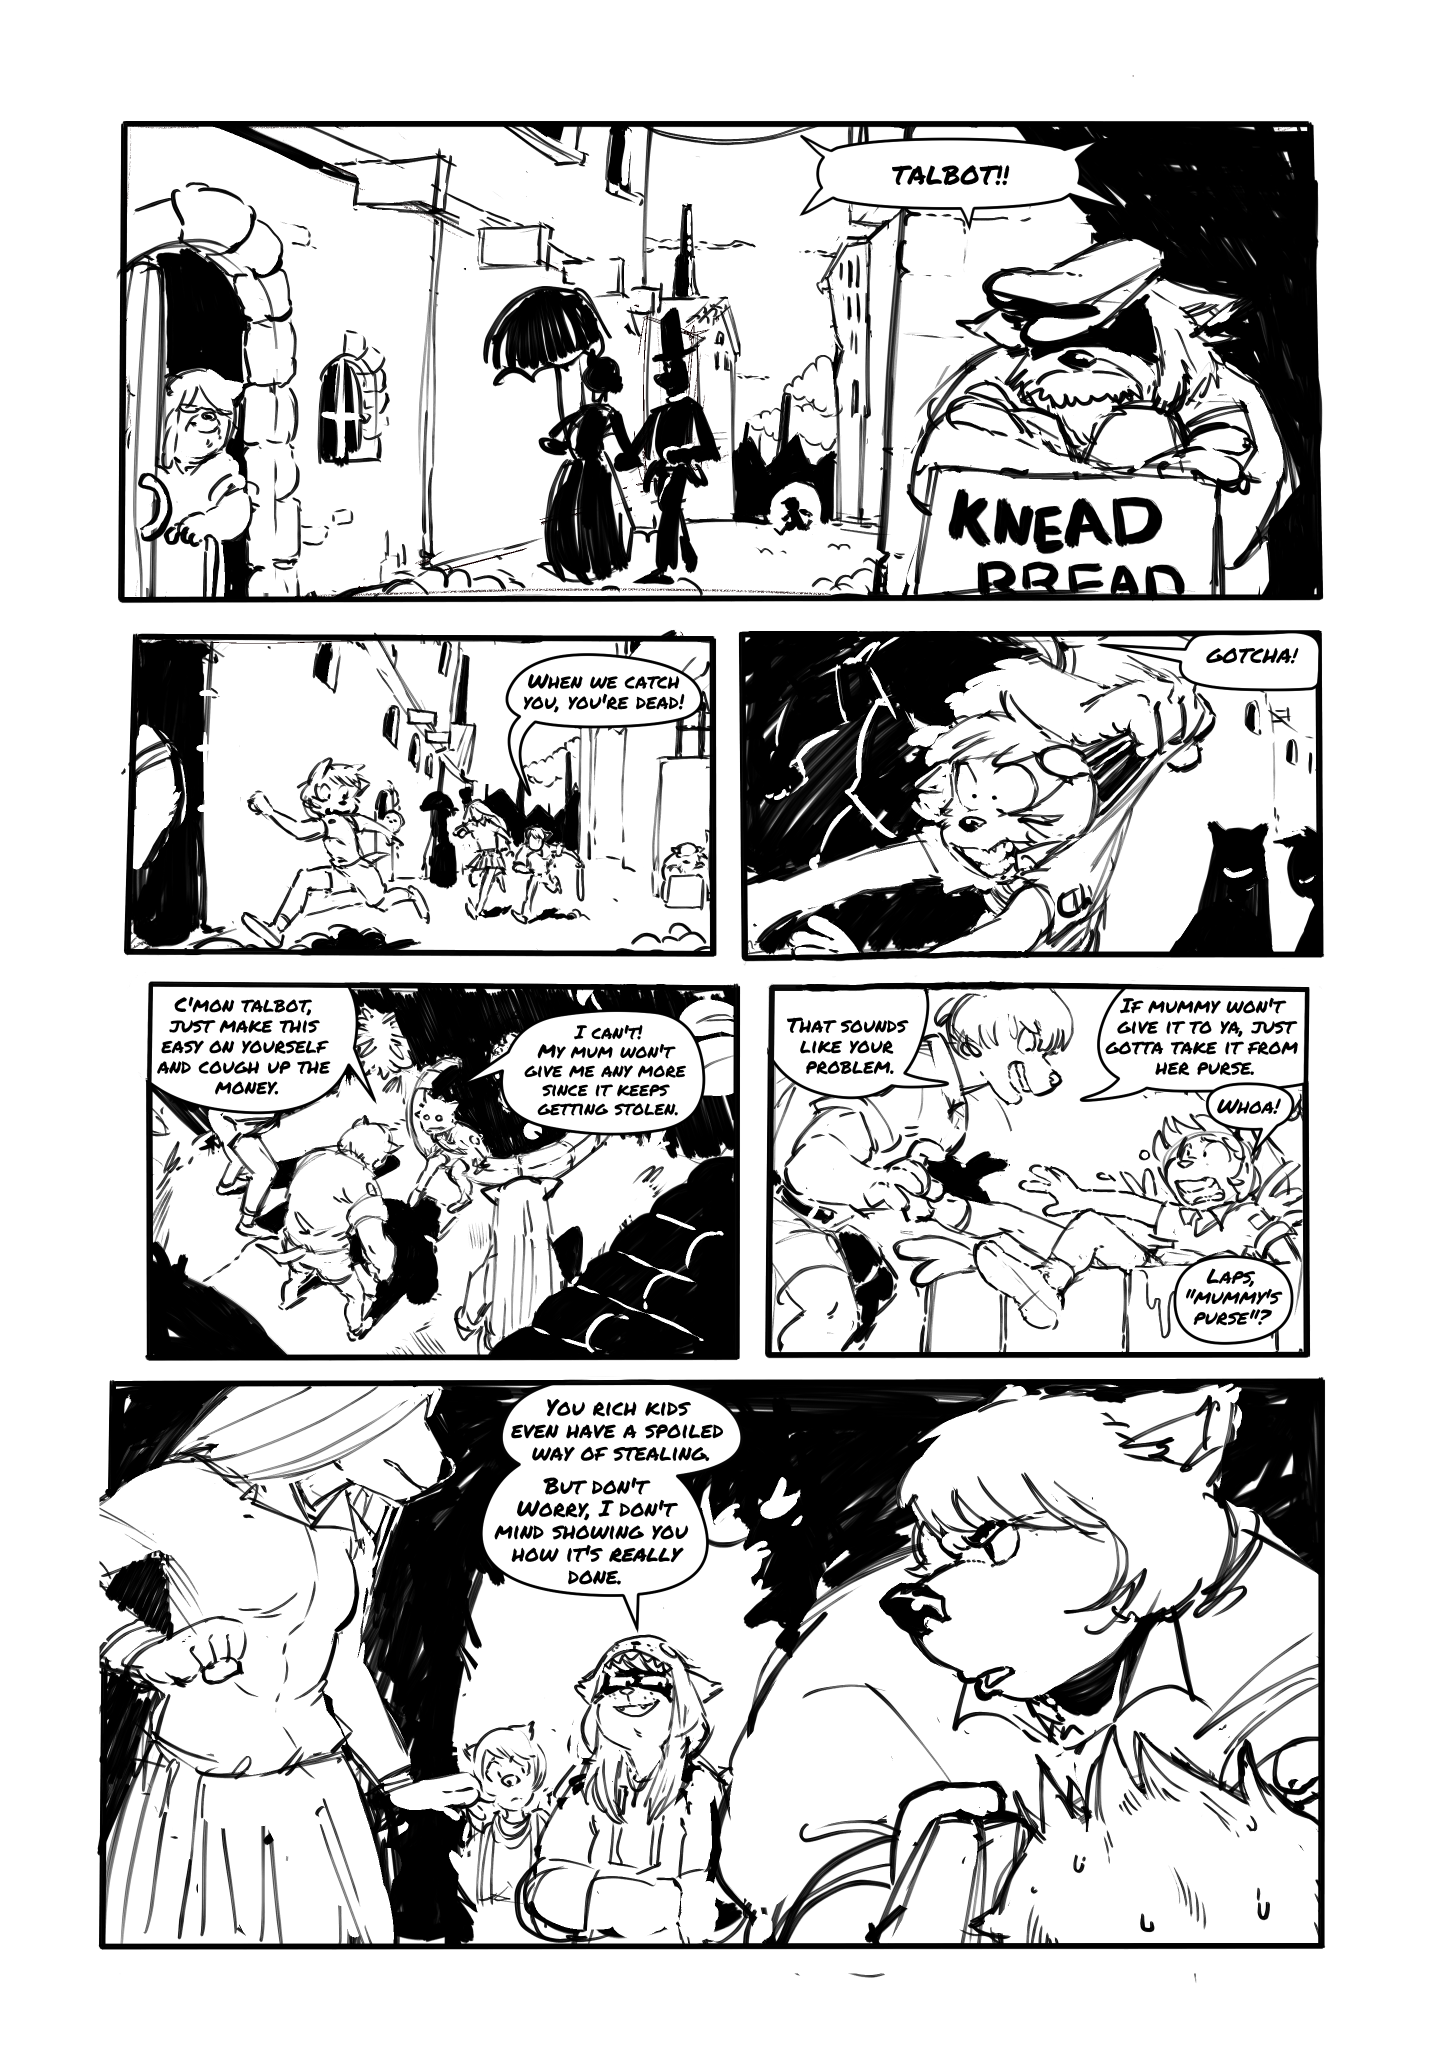 TALBOT!!
KNEAD
BREAD
WHEN WE CATCH
YOU, YOU'RE DEAD!
GOTCHA!
C'MON TALBOT,
JUST MAKE THIS
EASY ON YOURSELF
AND COUGH UP THE
MONEY.
I CAN'T!
MY MUM WON'T
GIVE ME ANY MORE
SINCE IT KEEPS
GETTING STOLEN.
THAT SOUNDS
LIKE YOUR
PROBLEM.
IF MUMMY WON'T
GIVE IT TO YA, JUST
GOTTA TAKE IT FROM
HER PURSE.
WHOA!
LAPS,
"MUMMY'S
PURSE"?
YOU RICH KIDS
EVEN HAVE A SPOILED
WAY OF STEALING.
BUT DON'T
WORRY, I DON'T
MIND SHOWING YOU
HOW IT'S REALLY
DONE.